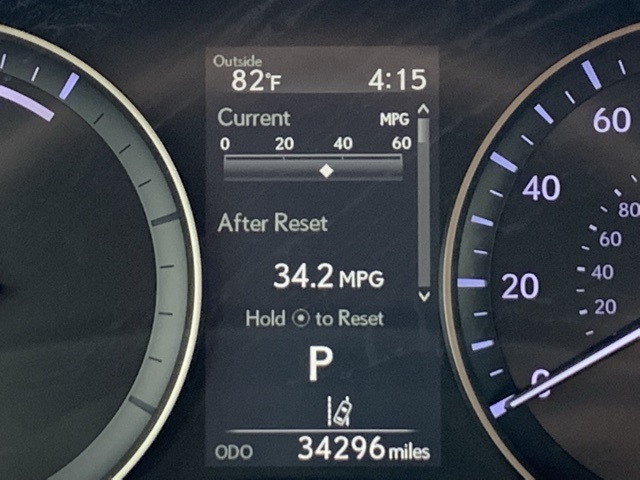 Outside
82°F 4:15
Current MPG
0 20 40 60
After Reset
34.2 MPG
Hold ⦿ to Reset
P
ODO 34296 miles
60
40
20
0
80
60
40
20